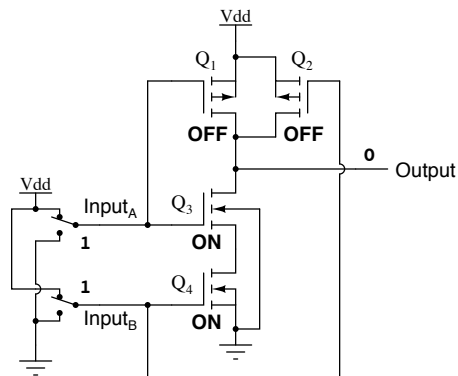 Vdd
Q1 Q2
OFF OFF
0 Output
Vdd
InputA Q3
1 ON
1 Q4
InputB ON